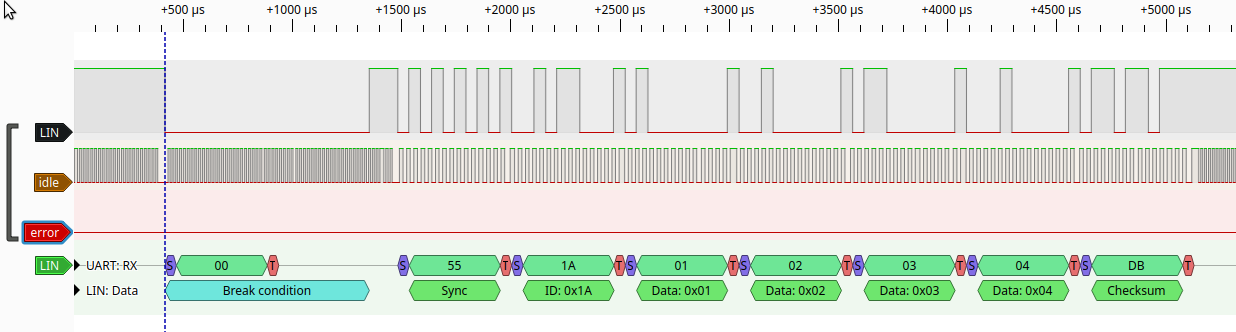 +500 µs +1000 µs +1500 µs +2000 µs +2500 µs +3000 µs +3500 µs +4000 µs +4500 µs +5000 µs
LIN
idle
error
LIN UART: RX S 00 T S 55 T S 1A T S 01 T S 02 T S 03 T S 04 T S DB T
LIN: Data Break condition Sync ID: 0x1A Data: 0x01 Data: 0x02 Data: 0x03 Data: 0x04 Checksum